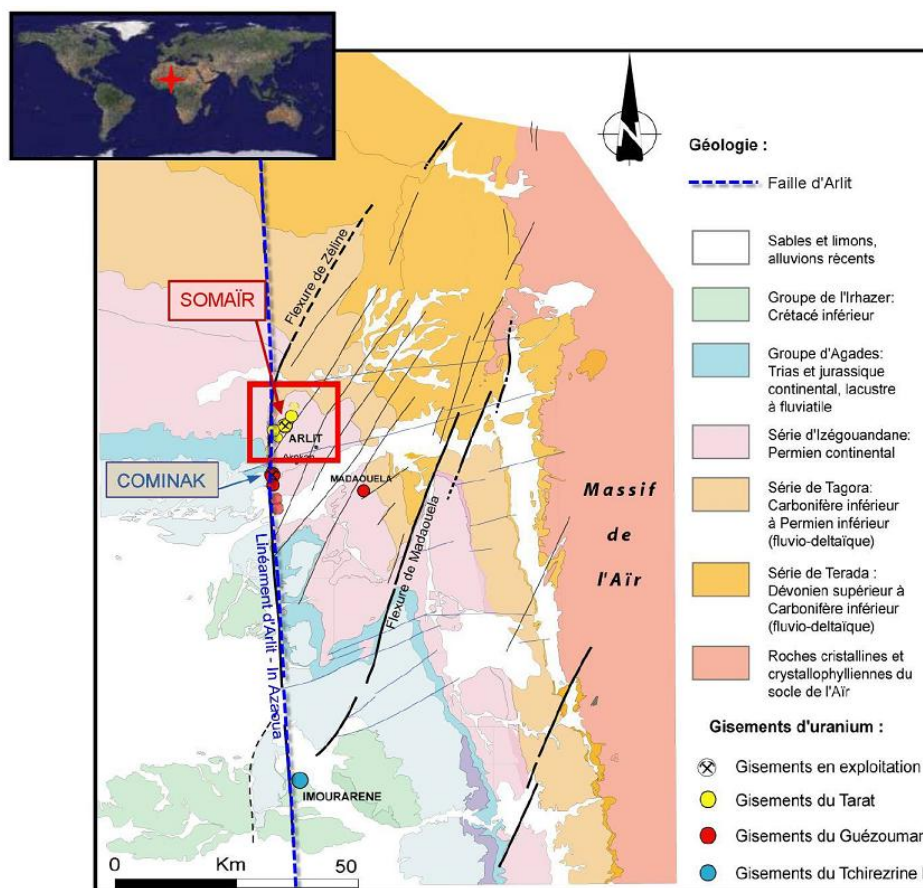 N
Géologie :
Faille d'Arlit
Sables et limons,
alluvions récents
Groupe de l'Irhazer:
Crétacé inférieur
Groupe d'Agades:
Trias et jurassique
continental, lacustre
à fluviatile
Série d'Izégouandane:
Permien continental
Série de Tagora:
Carbonifère inférieur
à Permien inférieur
(fluvio-deltaïque)
Série de Terada :
Dévonien supérieur à
Carbonifère inférieur
(fluvio-deltaïque)
Roches cristallines et
crystallophylliennes du
socle de l'Aïr
Gisements d'uranium :
Gisements en exploitation
Gisements du Tarat
Gisements du Guézouman
Gisements du Tchirezrine
Flexure de Zéline
SOMAÏR
ARLIT
COMINAK
MADAOUELA
Massif
de
l'Aïr
Flexure de Madaouela
Linéament d'Arlit - In Azaoua
IMOURARENE
0 Km 50